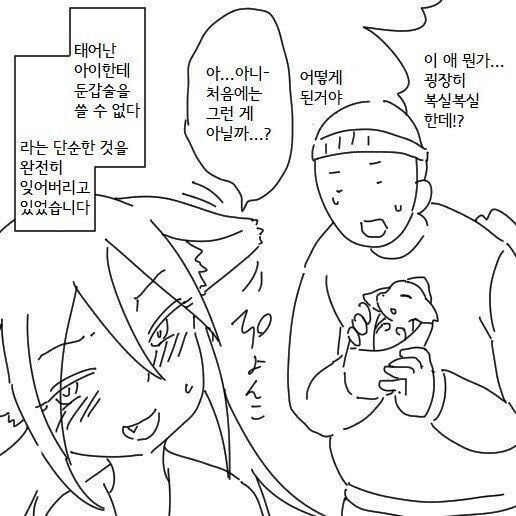 이 애 뭔가...
굉장히
복실복실
한데!?
어떻게
된거야
아...아니-
처음에는
그런 게
아닐까...?
태어난
아이한테
둔갑술을
쓸 수 없다
라는 단순한 것을
완전히
잊어버리고
있었습니다
ぴょんこ